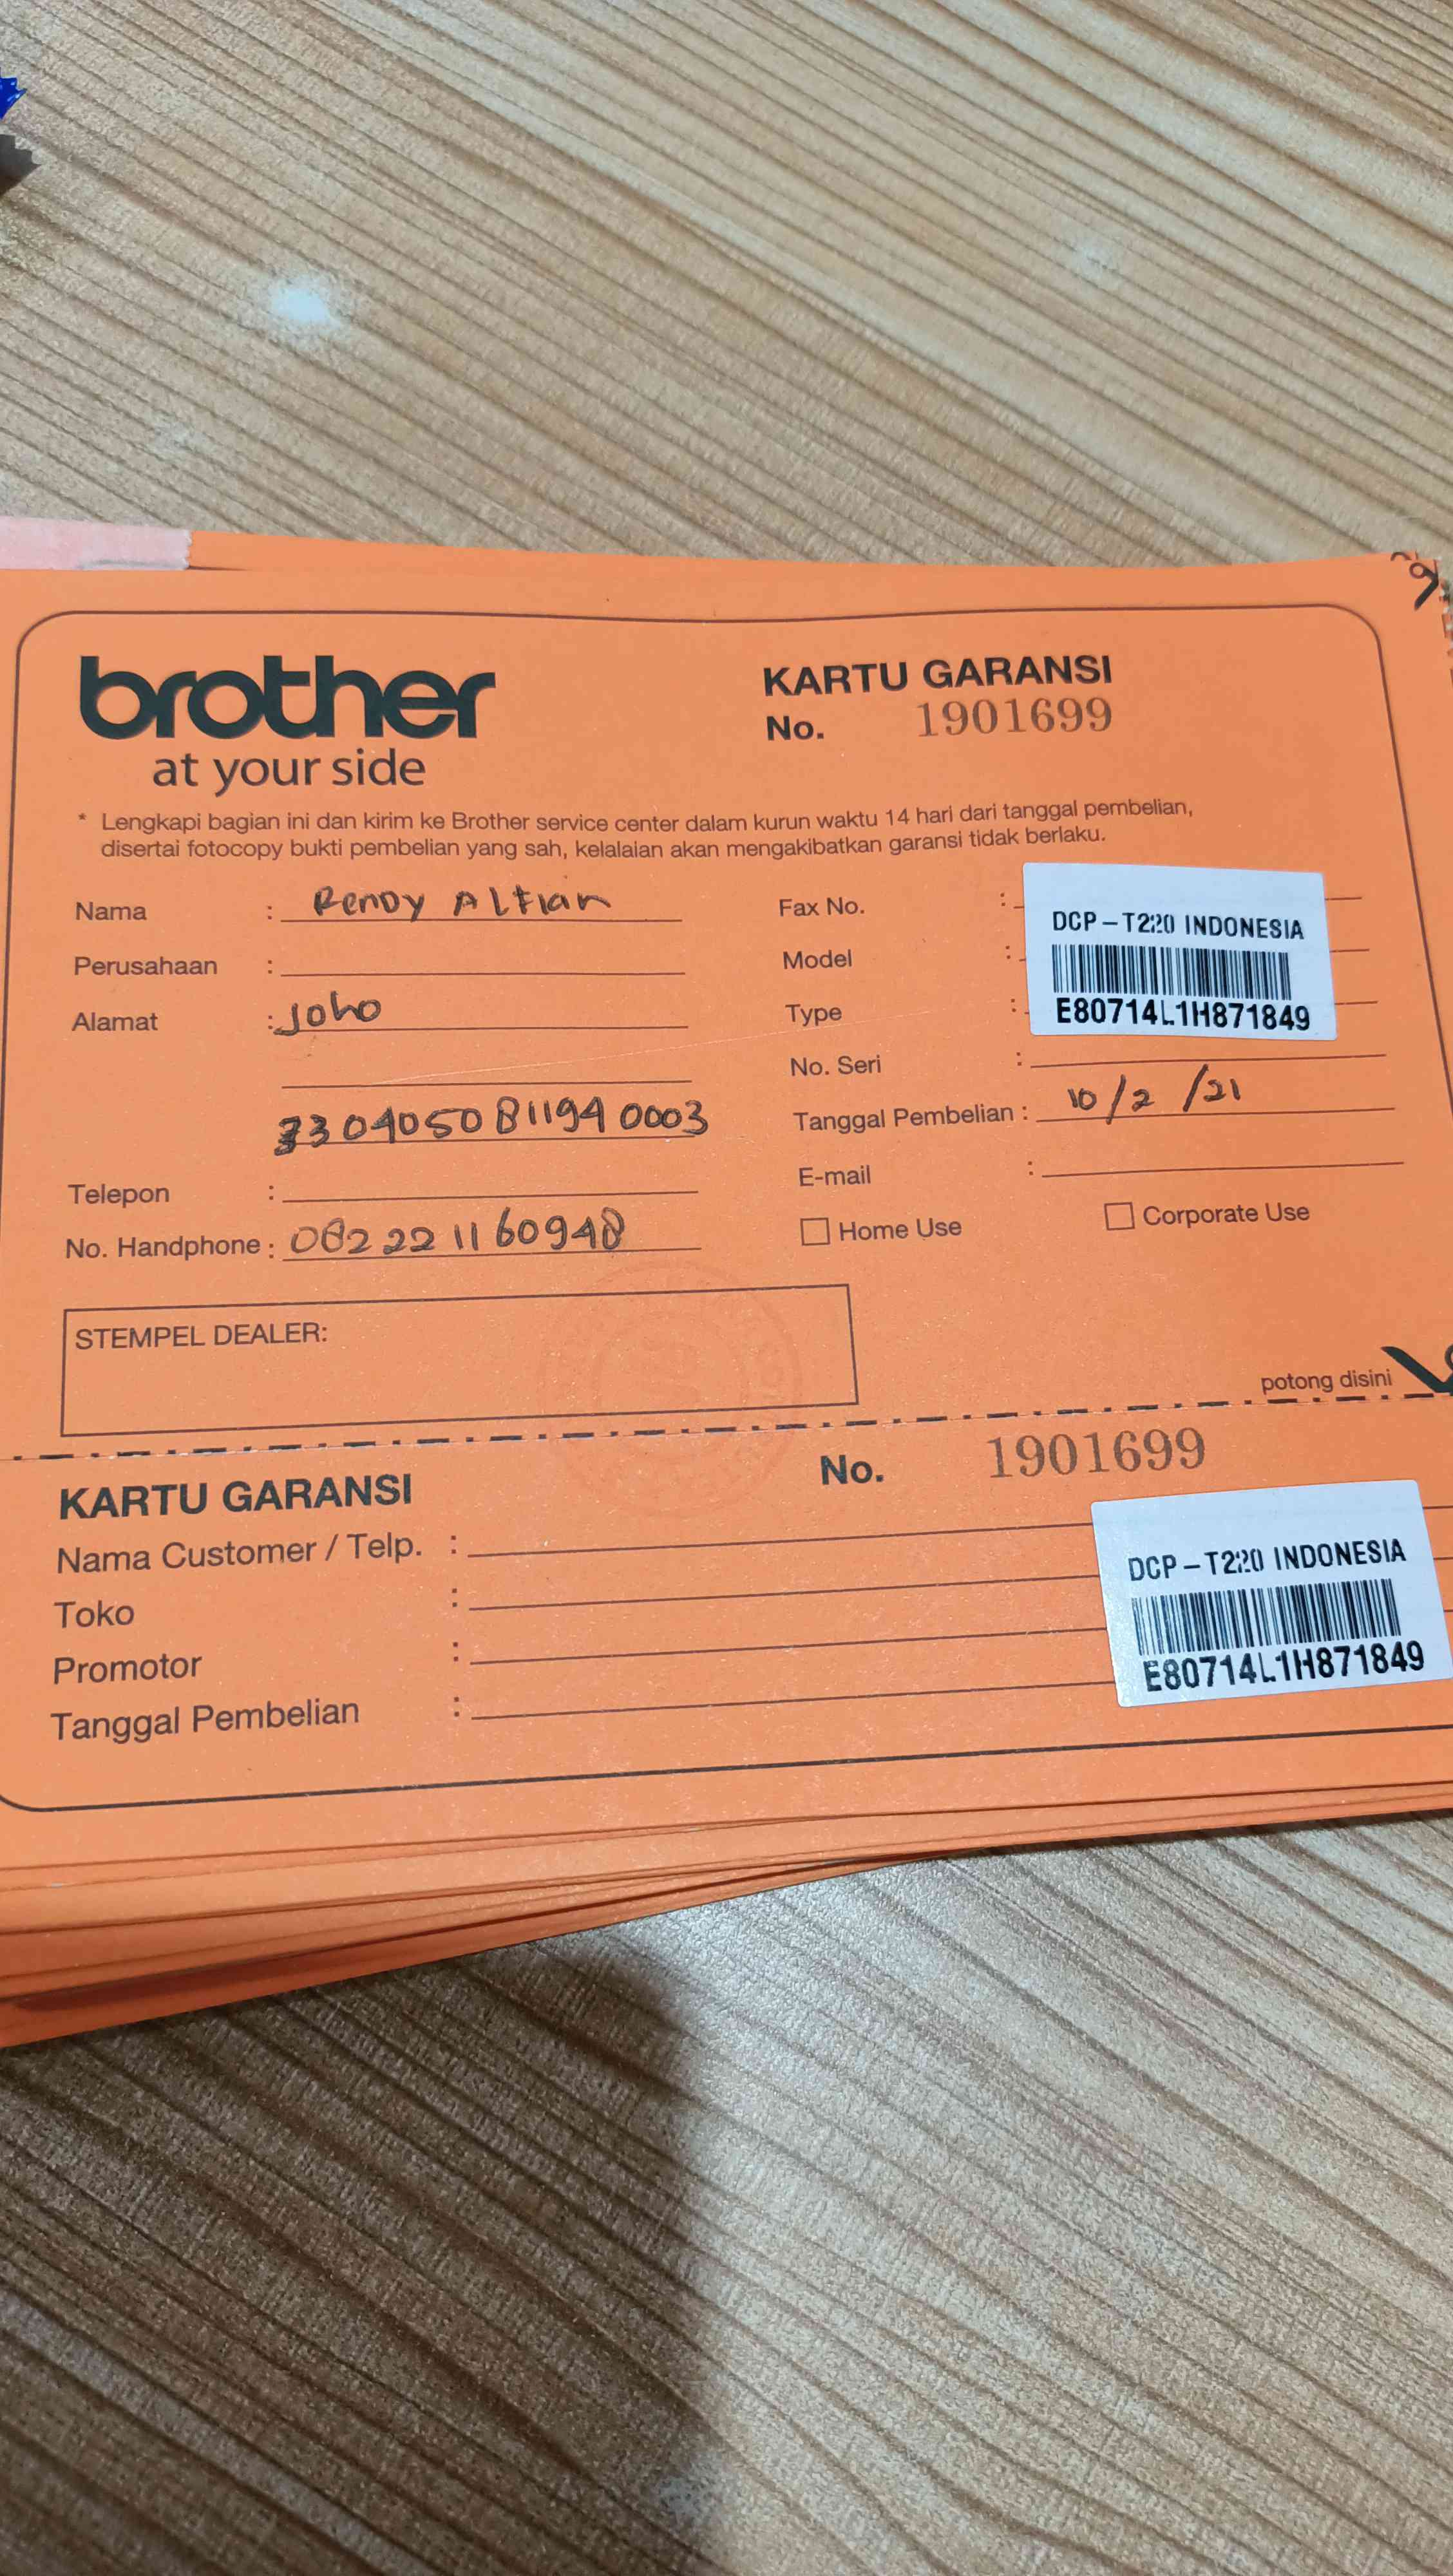 brother
at your side
KARTU GARANSI
No. 1901699
* Lengkapi bagian ini dan kirim ke Brother service center dalam kurun waktu 14 hari dari tanggal pembelian,
disertai fotocopy bukti pembelian yang sah, kelalaian akan mengakibatkan garansi tidak berlaku.
Nama : Rendy Alfian
Perusahaan :
Alamat : Joho
3304050811940003
Telepon :
No. Handphone : 082221160948
Fax No. :
Model :
Type :
DCP-T220 INDONESIA
E80714L1H871849
No. Seri :
Tanggal Pembelian : 10/2/21
E-mail :
Home Use
Corporate Use
STEMPEL DEALER:
potong disini
KARTU GARANSI
No. 1901699
Nama Customer / Telp. :
Toko :
Promotor :
Tanggal Pembelian :
DCP-T220 INDONESIA
E80714L1H871849